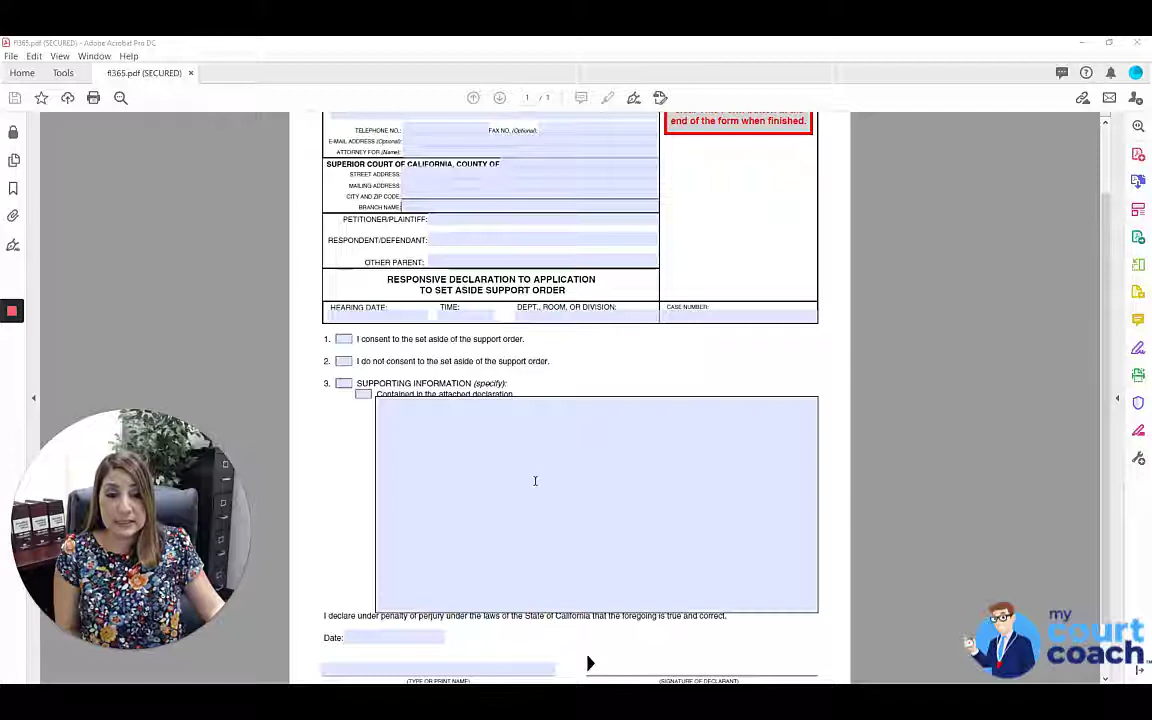 fl365.pdf (SECURED) - Adobe Acrobat Pro DC
File Edit View Window Help
Home Tools fl365.pdf (SECURED) ×
1 / 1
end of the form when finished.
TELEPHONE NO.: FAX NO. (Optional):
E-MAIL ADDRESS (Optional):
ATTORNEY FOR (Name):
SUPERIOR COURT OF CALIFORNIA, COUNTY OF
STREET ADDRESS:
MAILING ADDRESS:
CITY AND ZIP CODE:
BRANCH NAME:
PETITIONER/PLAINTIFF:
RESPONDENT/DEFENDANT:
OTHER PARENT:
RESPONSIVE DECLARATION TO APPLICATION
TO SET ASIDE SUPPORT ORDER
HEARING DATE: TIME: DEPT., ROOM, OR DIVISION: CASE NUMBER:
1. I consent to the set aside of the support order.
2. I do not consent to the set aside of the support order.
3. SUPPORTING INFORMATION (specify):
Contained in the attached declaration.
I declare under penalty of perjury under the laws of the State of California that the foregoing is true and correct.
Date:
(TYPE OR PRINT NAME) (SIGNATURE OF DECLARANT)
my
court
coach™